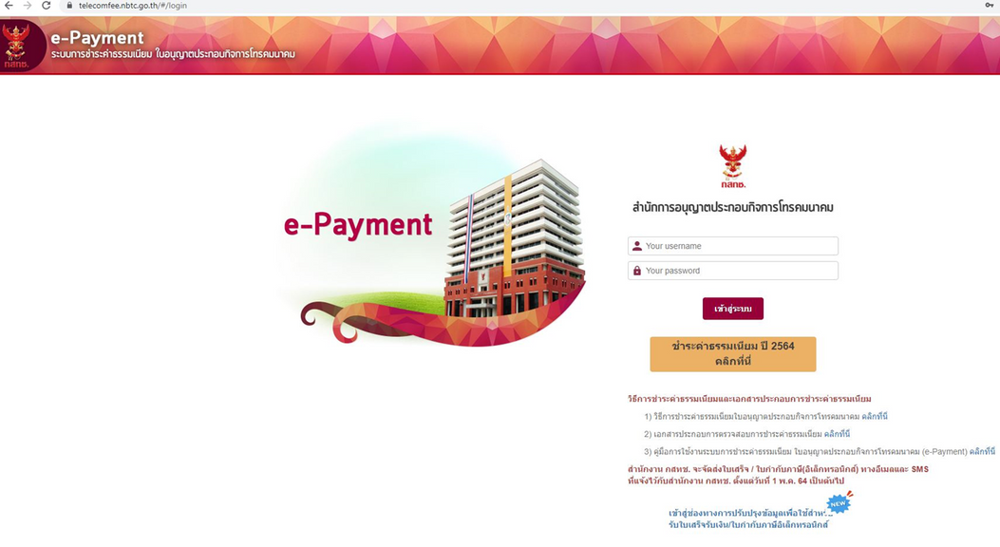 telecomfee.nbtc.go.th/#/login
e-Payment
ระบบการชำระค่าธรรมเนียม ใบอนุญาตประกอบกิจการโทรคมนาคม
กสทช.
e-Payment
กสทช.
สำนักการอนุญาตประกอบกิจการโทรคมนาคม
Your username
Your password
เข้าสู่ระบบ
ชำระค่าธรรมเนียม ปี 2564
คลิกที่นี่
วิธีการชำระค่าธรรมเนียมและเอกสารประกอบการชำระค่าธรรมเนียม
1) วิธีการชำระค่าธรรมเนียมใบอนุญาตประกอบกิจการโทรคมนาคม คลิกที่นี่
2) เอกสารประกอบการตรวจสอบการชำระค่าธรรมเนียม คลิกที่นี่
3) คู่มือการใช้งานระบบการชำระค่าธรรมเนียม ใบอนุญาตประกอบกิจการโทรคมนาคม (e-Payment) คลิกที่นี่
สำนักงาน กสทช. จะจัดส่งใบเสร็จ / ใบกำกับภาษี(อิเล็กทรอนิกส์) ทางอีเมลและ SMS
ที่แจ้งไว้กับสำนักงาน กสทช. ตั้งแต่วันที่ 1 พ.ค. 64 เป็นต้นไป
NEW
เข้าสู่ช่องทางการปรับปรุงข้อมูลเพื่อใช้สำหรั
รับใบเสร็จรับเงิน/ใบกำกับภาษีอิเล็กทรอนิกส์